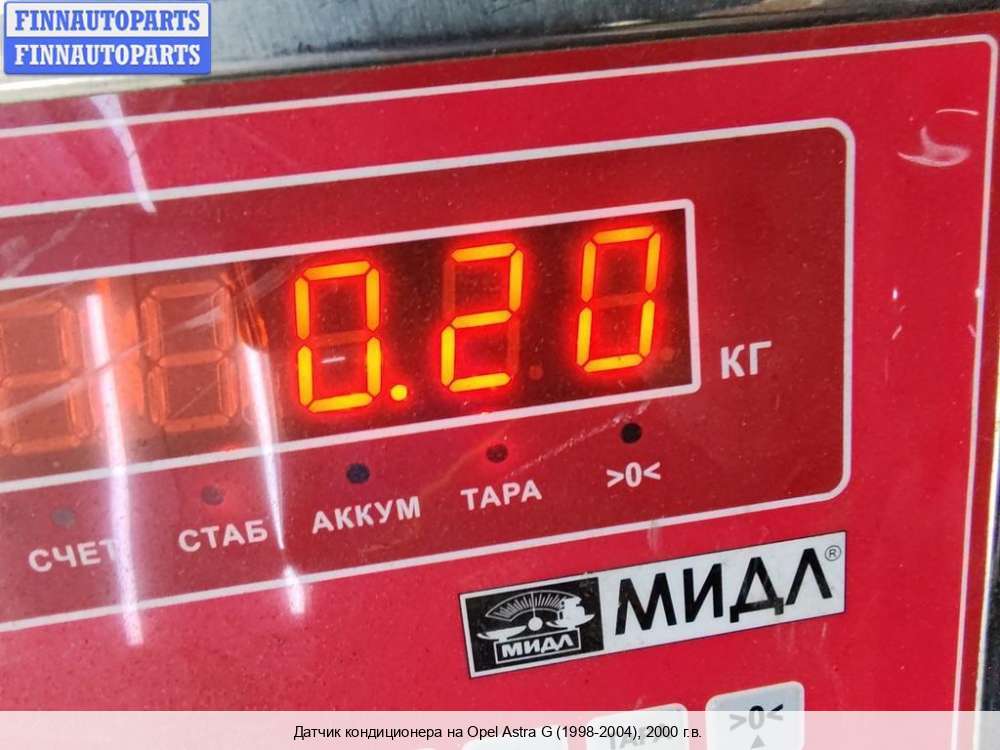 FINNAUTOPARTS
FINNAUTOPARTS
0.20
КГ
СЧЕТ
СТАБ
АККУМ
ТАРА
>0<
МИДЛ
МИДЛ®
ТАРА
>0<
Датчик кондиционера на Opel Astra G (1998-2004), 2000 г.в.